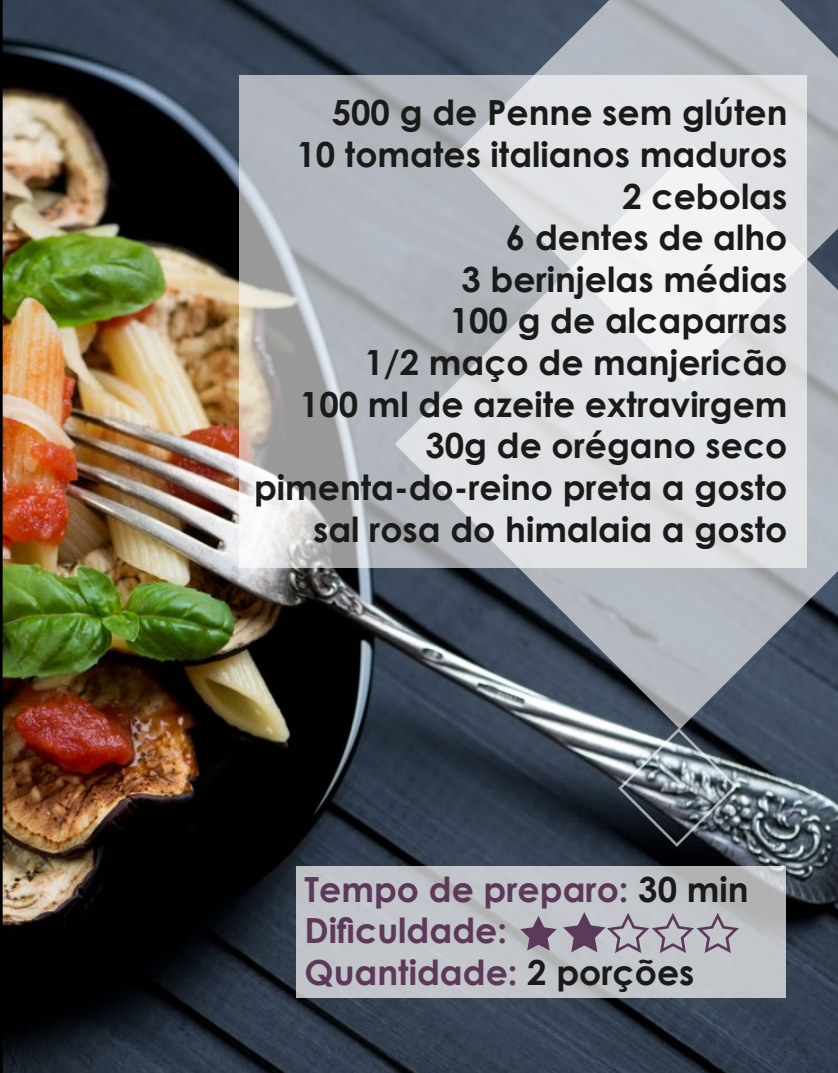 500 g de Penne sem glúten
10 tomates italianos maduros
2 cebolas
6 dentes de alho
3 berinjelas médias
100 g de alcaparras
1/2 maço de manjericão
100 ml de azeite extravirgem
30g de orégano seco
pimenta-do-reino preta a gosto
sal rosa do himalaia a gosto
Tempo de preparo: 30 min
Dificuldade: ★★☆☆☆
Quantidade: 2 porções